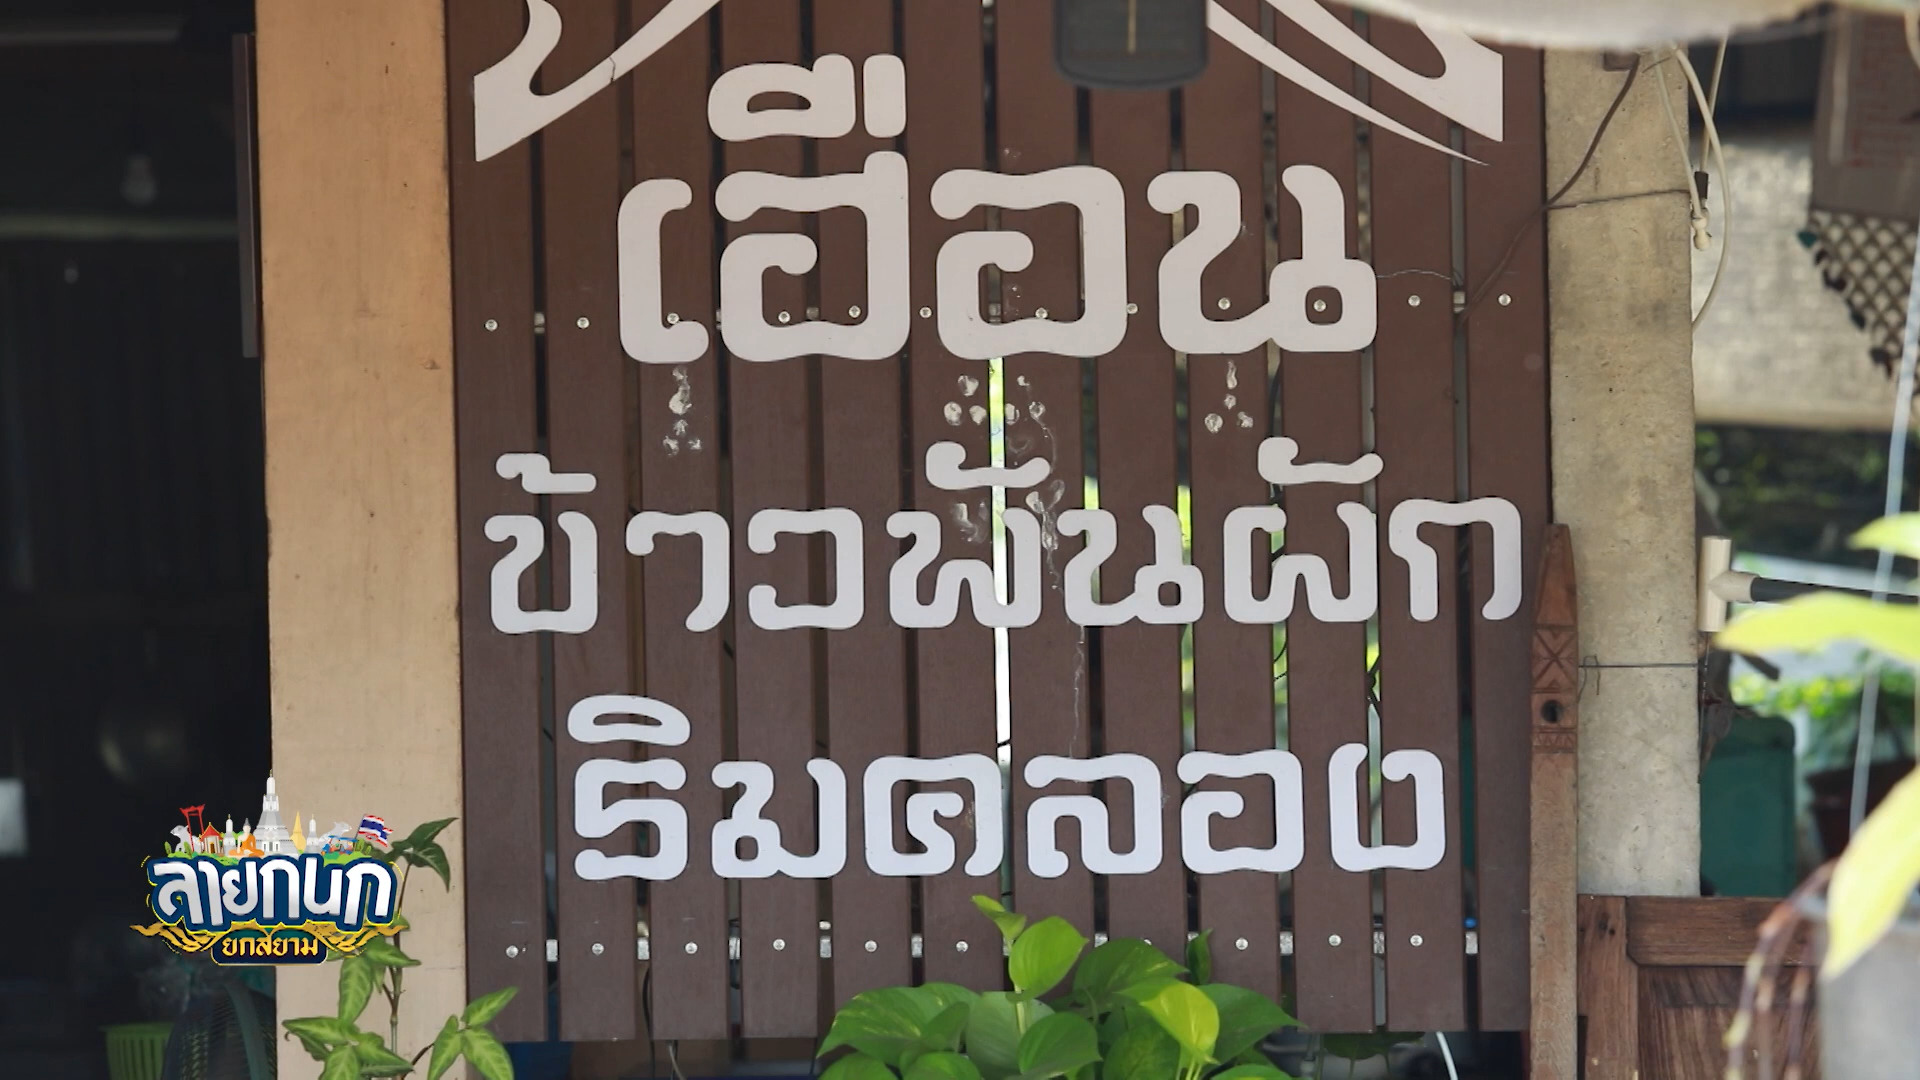 เฮือน
ข้าวพันผัก
ริมคลอง
ลายกนก
ยกสยาม